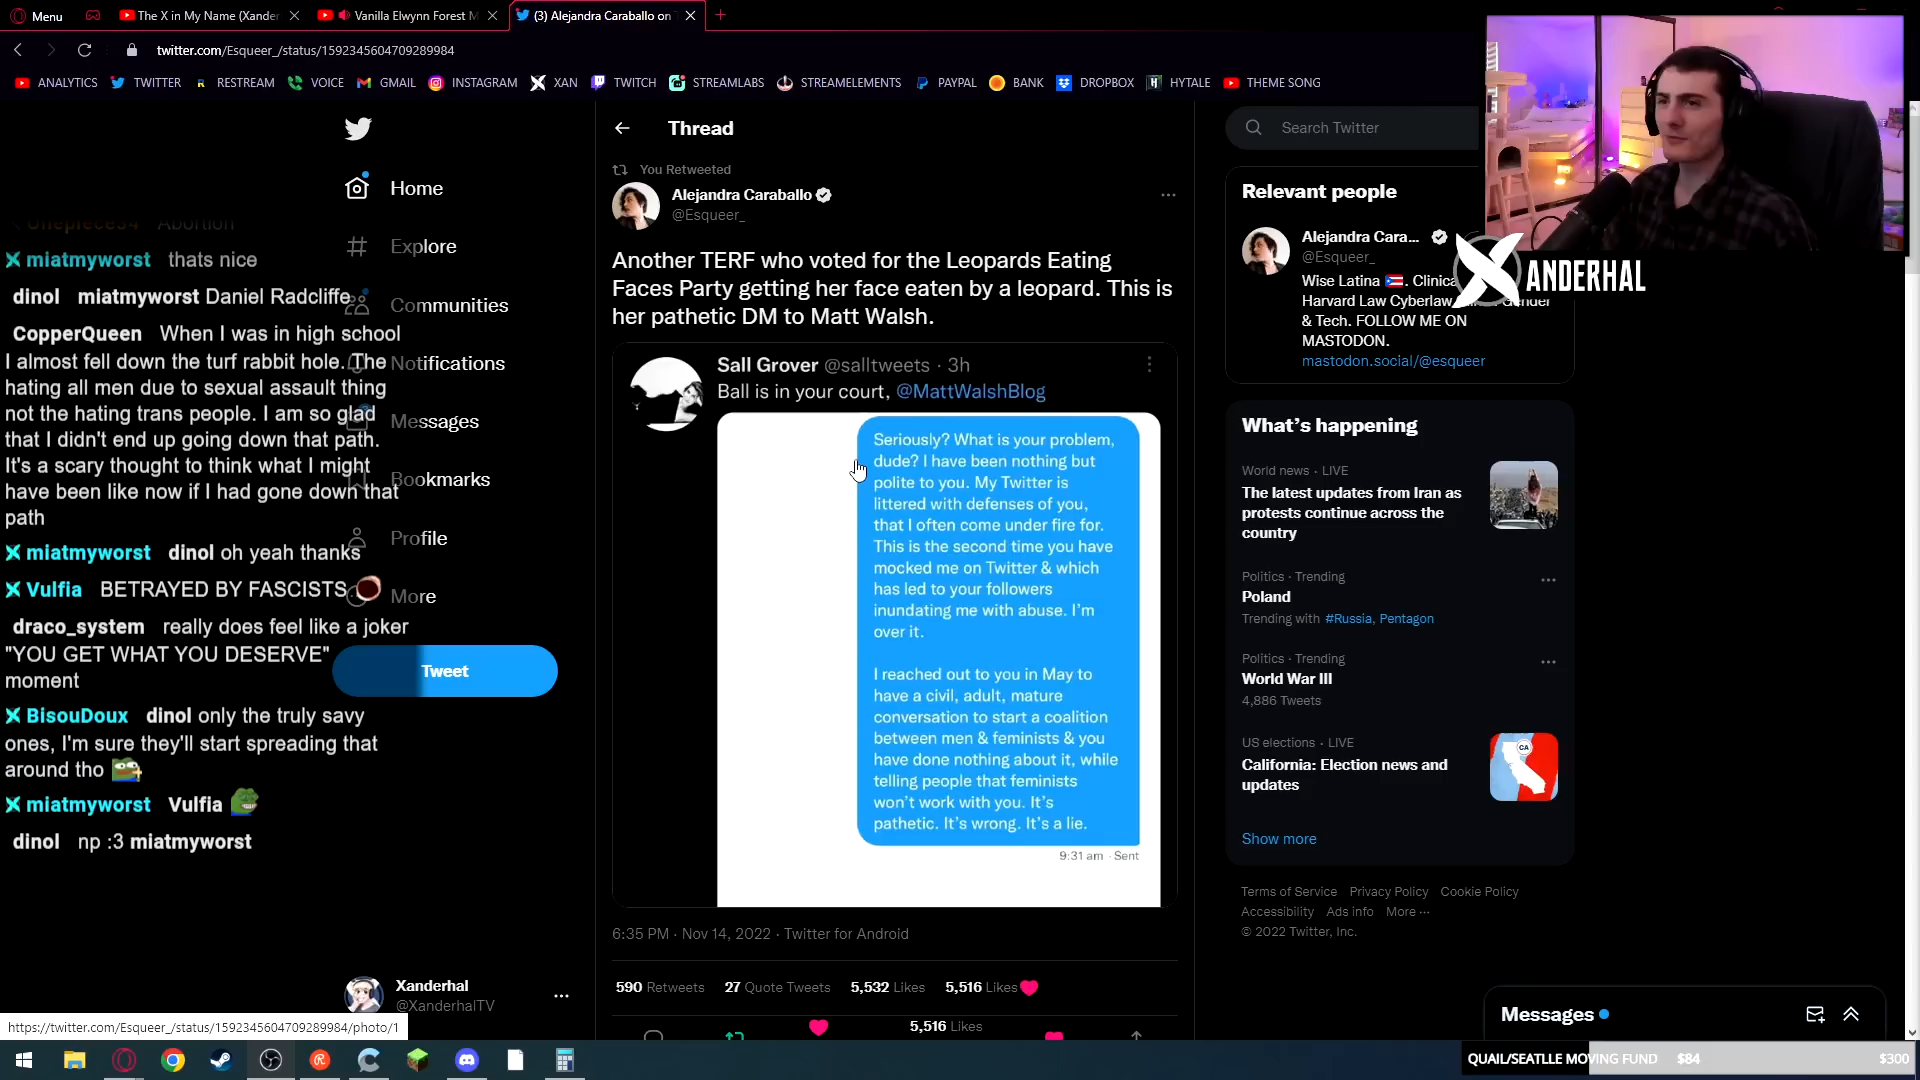 Menu
The X in My Name (Xander
Vanilla Elwynn Forest M
(3) Alejandra Caraballo on
twitter.com/Esqueer_/status/1592345604709289984
ANALYTICS
TWITTER
RESTREAM
VOICE
GMAIL
INSTAGRAM
XAN
TWITCH
STREAMLABS
STREAMELEMENTS
PAYPAL
BANK
DROPBOX
HYTALE
THEME SONG
Onepiece34 Abortion
miatmyworst thats nice
dinol miatmyworst Daniel Radcliffe
CopperQueen When I was in high school
I almost fell down the turf rabbit hole. The
hating all men due to sexual assault thing
not the hating trans people. I am so glad
that I didn't end up going down that path.
It's a scary thought to think what I might
have been like now if I had gone down that
path
miatmyworst dinol oh yeah thanks
Vulfia BETRAYED BY FASCISTS
draco_system really does feel like a joker
"YOU GET WHAT YOU DESERVE"
moment
BisouDoux dinol only the truly savy
ones, I'm sure they'll start spreading that
around tho
miatmyworst Vulfia
dinol np :3 miatmyworst
Home
Explore
Communities
Notifications
Messages
Bookmarks
Profile
More
Tweet
Xanderhal
@XanderhalTV
https://twitter.com/Esqueer_/status/1592345604709289984/photo/1
Thread
You Retweeted
Alejandra Caraballo
@Esqueer_
Another TERF who voted for the Leopards Eating
Faces Party getting her face eaten by a leopard. This is
her pathetic DM to Matt Walsh.
Sall Grover @salltweets · 3h
Ball is in your court, @MattWalshBlog
Seriously? What is your problem,
dude? I have been nothing but
polite to you. My Twitter is
littered with defenses of you,
that I often come under fire for.
This is the second time you have
mocked me on Twitter & which
has led to your followers
inundating me with abuse. I'm
over it.
I reached out to you in May to
have a civil, adult, mature
conversation to start a coalition
between men & feminists & you
have done nothing about it, while
telling people that feminists
won't work with you. It's
pathetic. It's wrong. It's a lie.
9:31 am · Sent
6:35 PM · Nov 14, 2022 · Twitter for Android
590 Retweets 27 Quote Tweets 5,532 Likes 5,516 Likes
5,516 Likes
Search Twitter
Relevant people
Alejandra Cara...
@Esqueer_
Wise Latina
Harvard Law Cyberlaw
& Tech. FOLLOW ME ON
MASTODON.
mastodon.social/@esqueer
ANDERHAL
What's happening
World news · LIVE
The latest updates from Iran as
protests continue across the
country
Politics · Trending
Poland
Trending with #Russia, Pentagon
Politics · Trending
World War III
4,886 Tweets
US elections · LIVE
California: Election news and
updates
CA
Show more
Terms of Service Privacy Policy Cookie Policy
Accessibility Ads info More ···
© 2022 Twitter, Inc.
Messages
QUAIL/SEATLLE MOVING FUND $84 $300